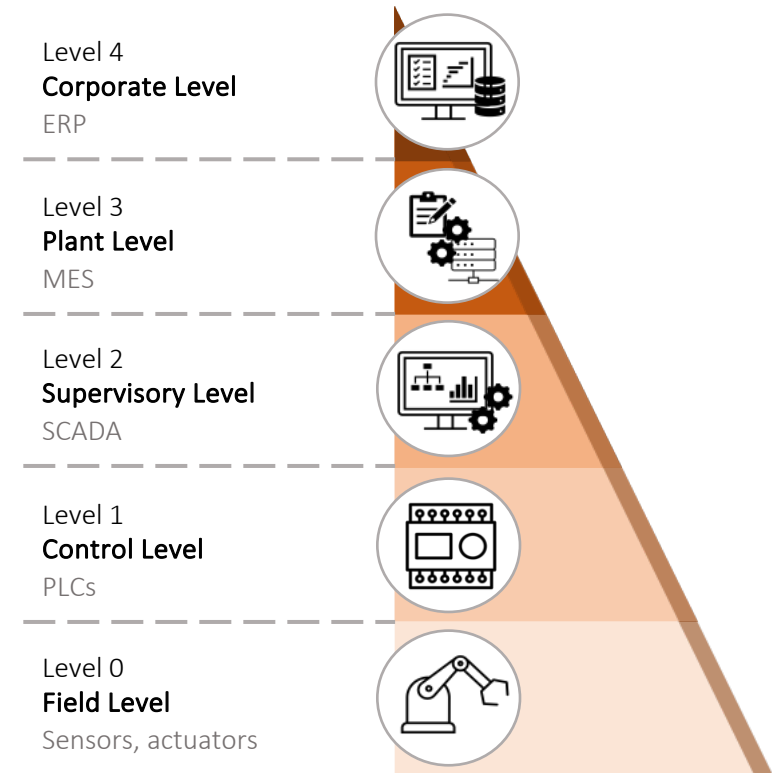 Level 4
Corporate Level
ERP
Level 3
Plant Level
MES
Level 2
Supervisory Level
SCADA
Level 1
Control Level
PLCs
Level 0
Field Level
Sensors, actuators